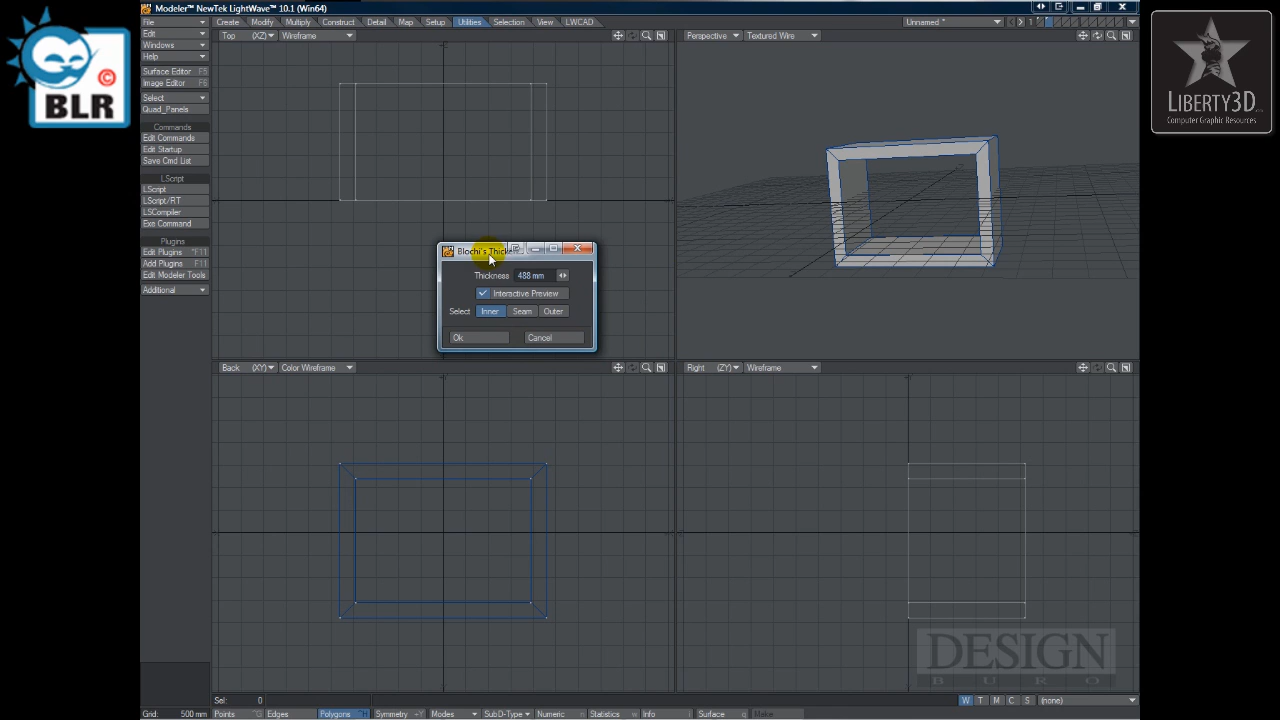 Modeler™ NewTek LightWave™ 10.1 (Win64)
File
Create
Modify
Multiply
Construct
Detail
Map
Setup
Utilities
Selection
View
LWCAD
Unnamed *
1
Edit
Windows
Help
Surface Editor F5
Image Editor F6
Select
Quad_Panels
Commands
Edit Commands
Edit Startup
Save Cmd List
LScript
LScript
LScript/RT
LSCompiler
Exe Command
Plugins
Edit Plugins ^F11
Add Plugins F11
Edit Modeler Tools
Additional
Top (XZ) Wireframe
Perspective Textured Wire
Back (XY) Color Wireframe
Right (ZY) Wireframe
Thickness 488 mm
Interactive Preview
Select Inner Seam Outer
Ok Cancel
Sel: 0
W T M C S (none)
Grid: 500 mm
Points ^G
Edges
Polygons ^H
Symmetry +Y
Modes
SubD-Type
Numeric n
Statistics w
Info i
Surface q
Make
© BLR
LIBERTY3D
Computer Graphic Resources
DESIGN
BURO